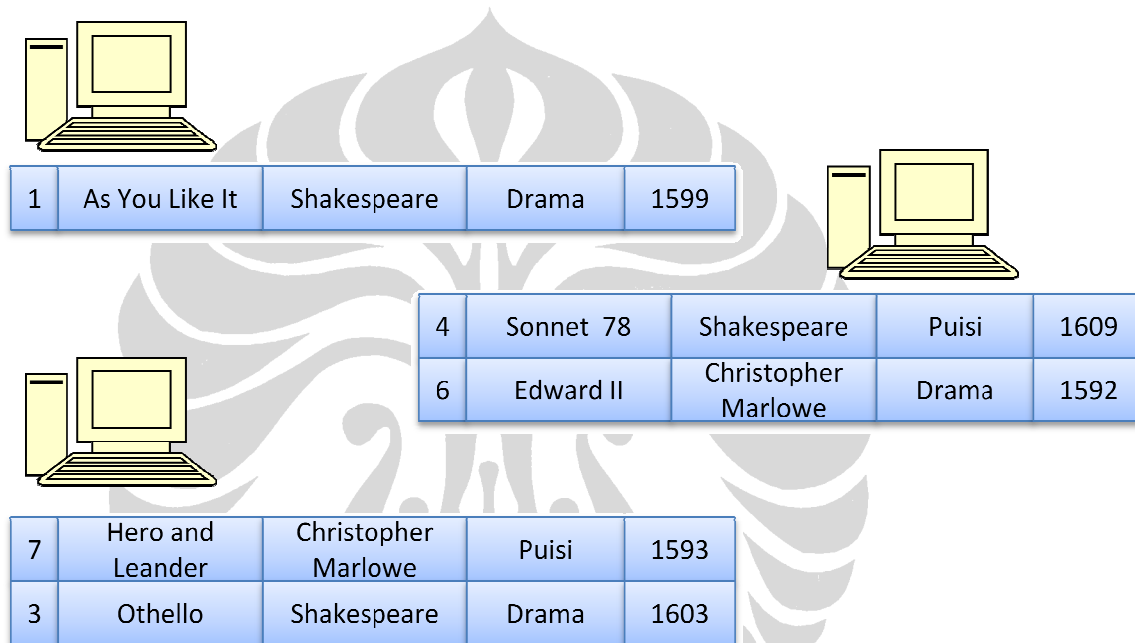 1 As You Like It Shakespeare Drama 1599
4 Sonnet 78 Shakespeare Puisi 1609
6 Edward II Christopher Marlowe Drama 1592
7 Hero and Leander Christopher Marlowe Puisi 1593
3 Othello Shakespeare Drama 1603